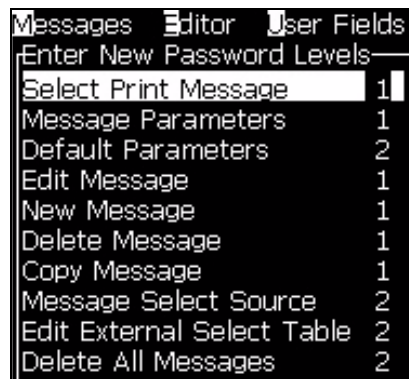 Messages Editor User Fields
Enter New Password Levels
Select Print Message 1
Message Parameters 1
Default Parameters 2
Edit Message 1
New Message 1
Delete Message 1
Copy Message 1
Message Select Source 2
Edit External Select Table 2
Delete All Messages 2